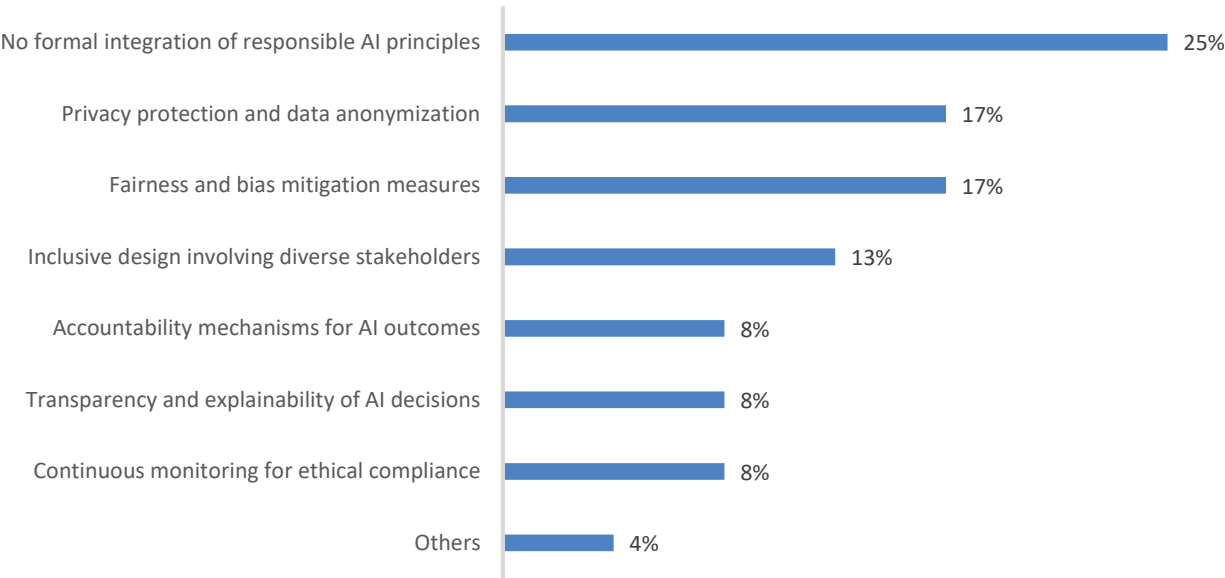 No formal integration of responsible AI principles 25%
Privacy protection and data anonymization 17%
Fairness and bias mitigation measures 17%
Inclusive design involving diverse stakeholders 13%
Accountability mechanisms for AI outcomes 8%
Transparency and explainability of AI decisions 8%
Continuous monitoring for ethical compliance 8%
Others 4%